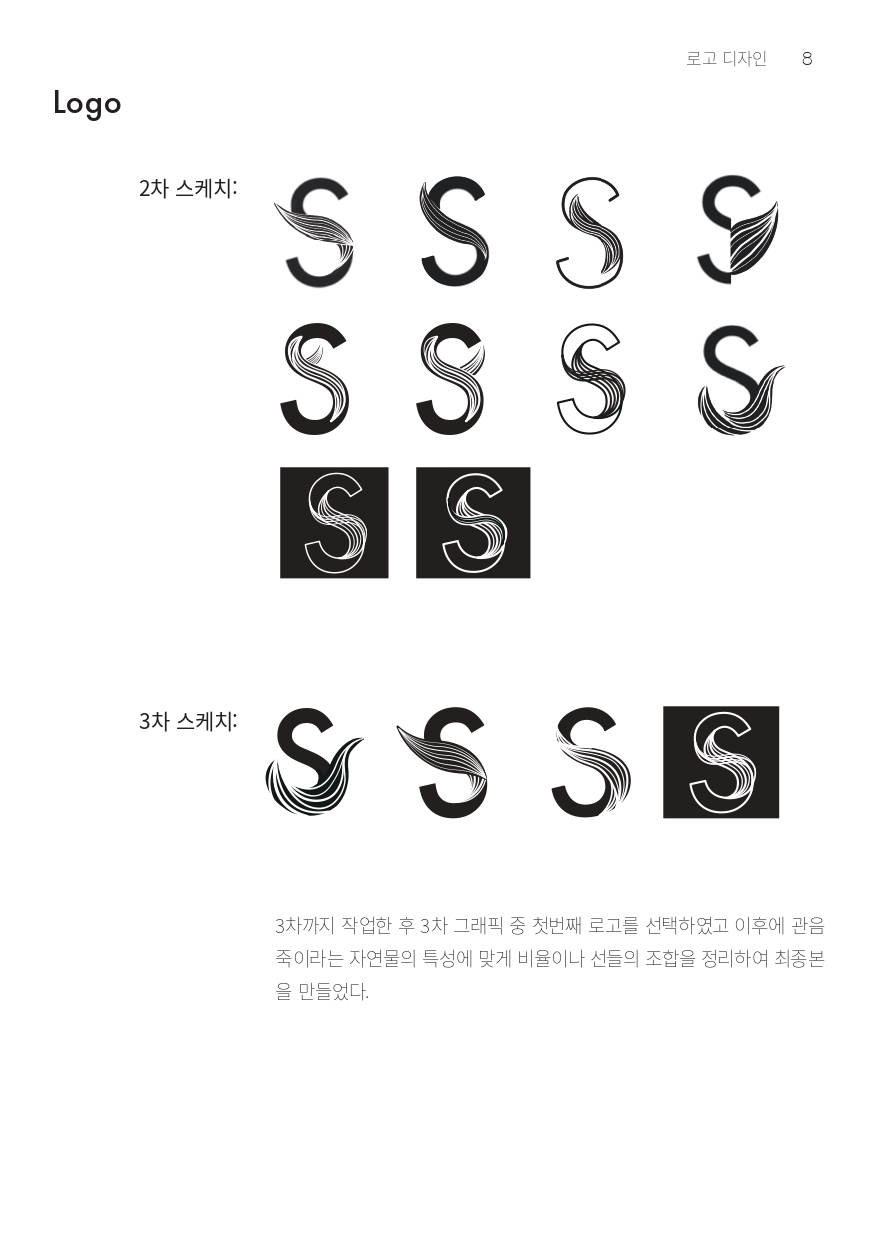 로고 디자인 8
Logo
2차 스케치:
S S S S
S S S S
S S
3차 스케치:
S S S S
3차까지 작업한 후 3차 그래픽 중 첫번째 로고를 선택하였고 이후에 관음
죽이라는 자연물의 특성에 맞게 비율이나 선들의 조합을 정리하여 최종본
을 만들었다.